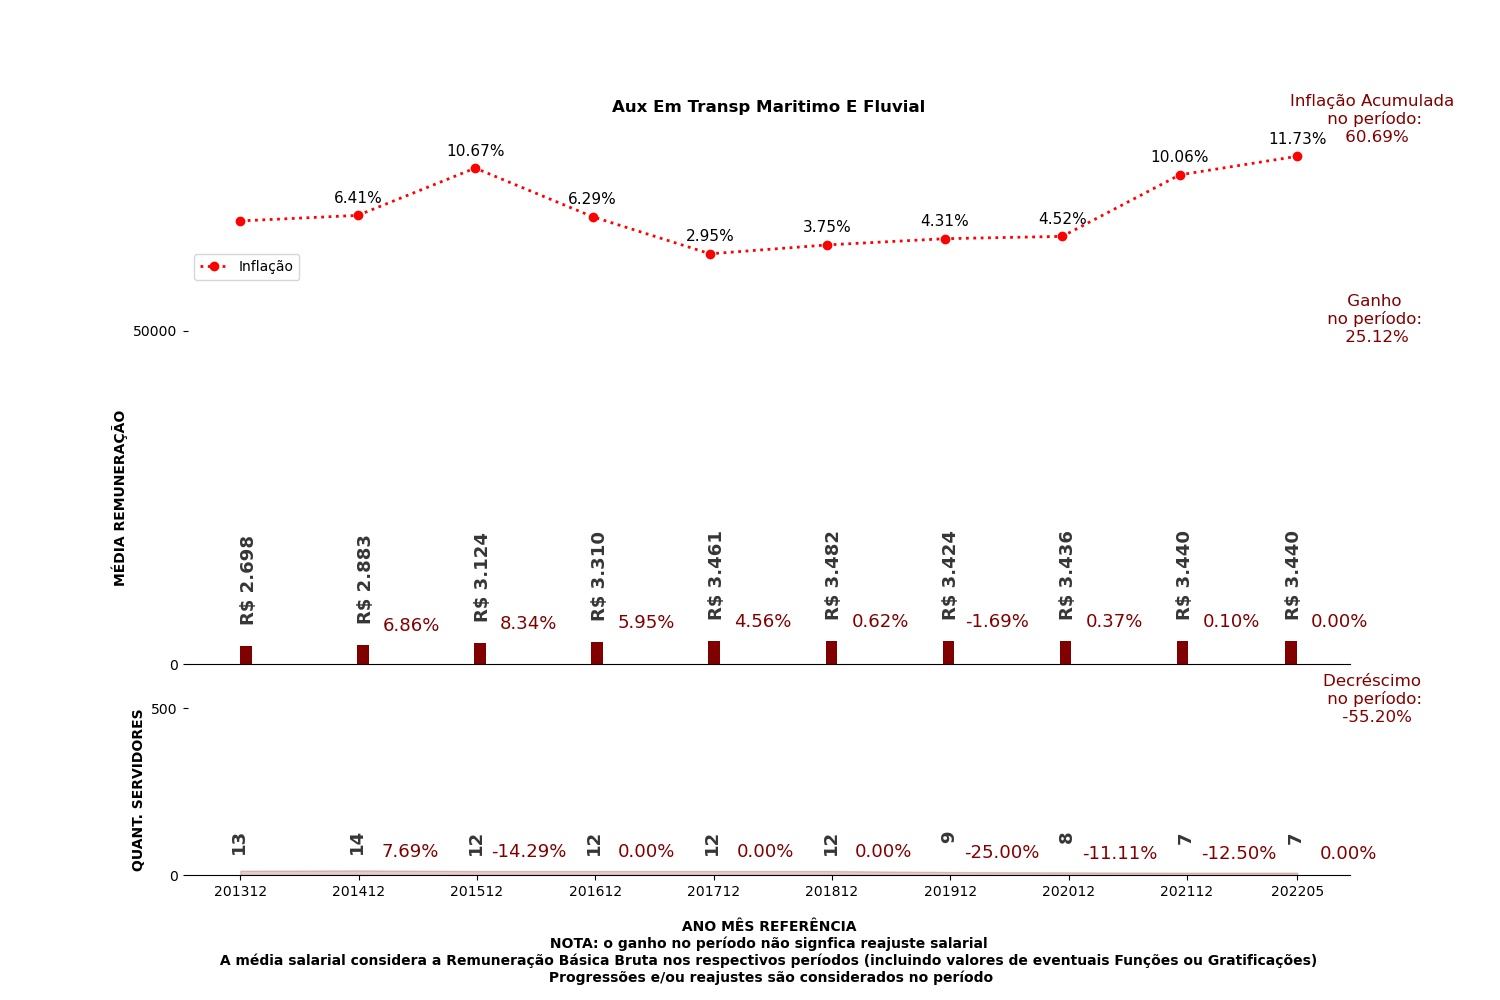 Aux Em Transp Maritimo E Fluvial
Inflação Acumulada
no período:
60.69%
6.41%
10.67%
6.29%
2.95%
3.75%
4.31%
4.52%
10.06%
11.73%
Inflação
Ganho
no período:
25.12%
50000
0
MÉDIA REMUNERAÇÃO
R$ 2.698
R$ 2.883
R$ 3.124
R$ 3.310
R$ 3.461
R$ 3.482
R$ 3.424
R$ 3.436
R$ 3.440
R$ 3.440
6.86%
8.34%
5.95%
4.56%
0.62%
-1.69%
0.37%
0.10%
0.00%
Decréscimo
no período:
-55.20%
500
0
QUANT. SERVIDORES
13
14
12
12
12
12
9
8
7
7
7.69%
-14.29%
0.00%
0.00%
0.00%
-25.00%
-11.11%
-12.50%
0.00%
201312
201412
201512
201612
201712
201812
201912
202012
202112
202205
ANO MÊS REFERÊNCIA
NOTA: o ganho no período não signfica reajuste salarial
A média salarial considera a Remuneração Básica Bruta nos respectivos períodos (incluindo valores de eventuais Funções ou Gratificações)
Progressões e/ou reajustes são considerados no período